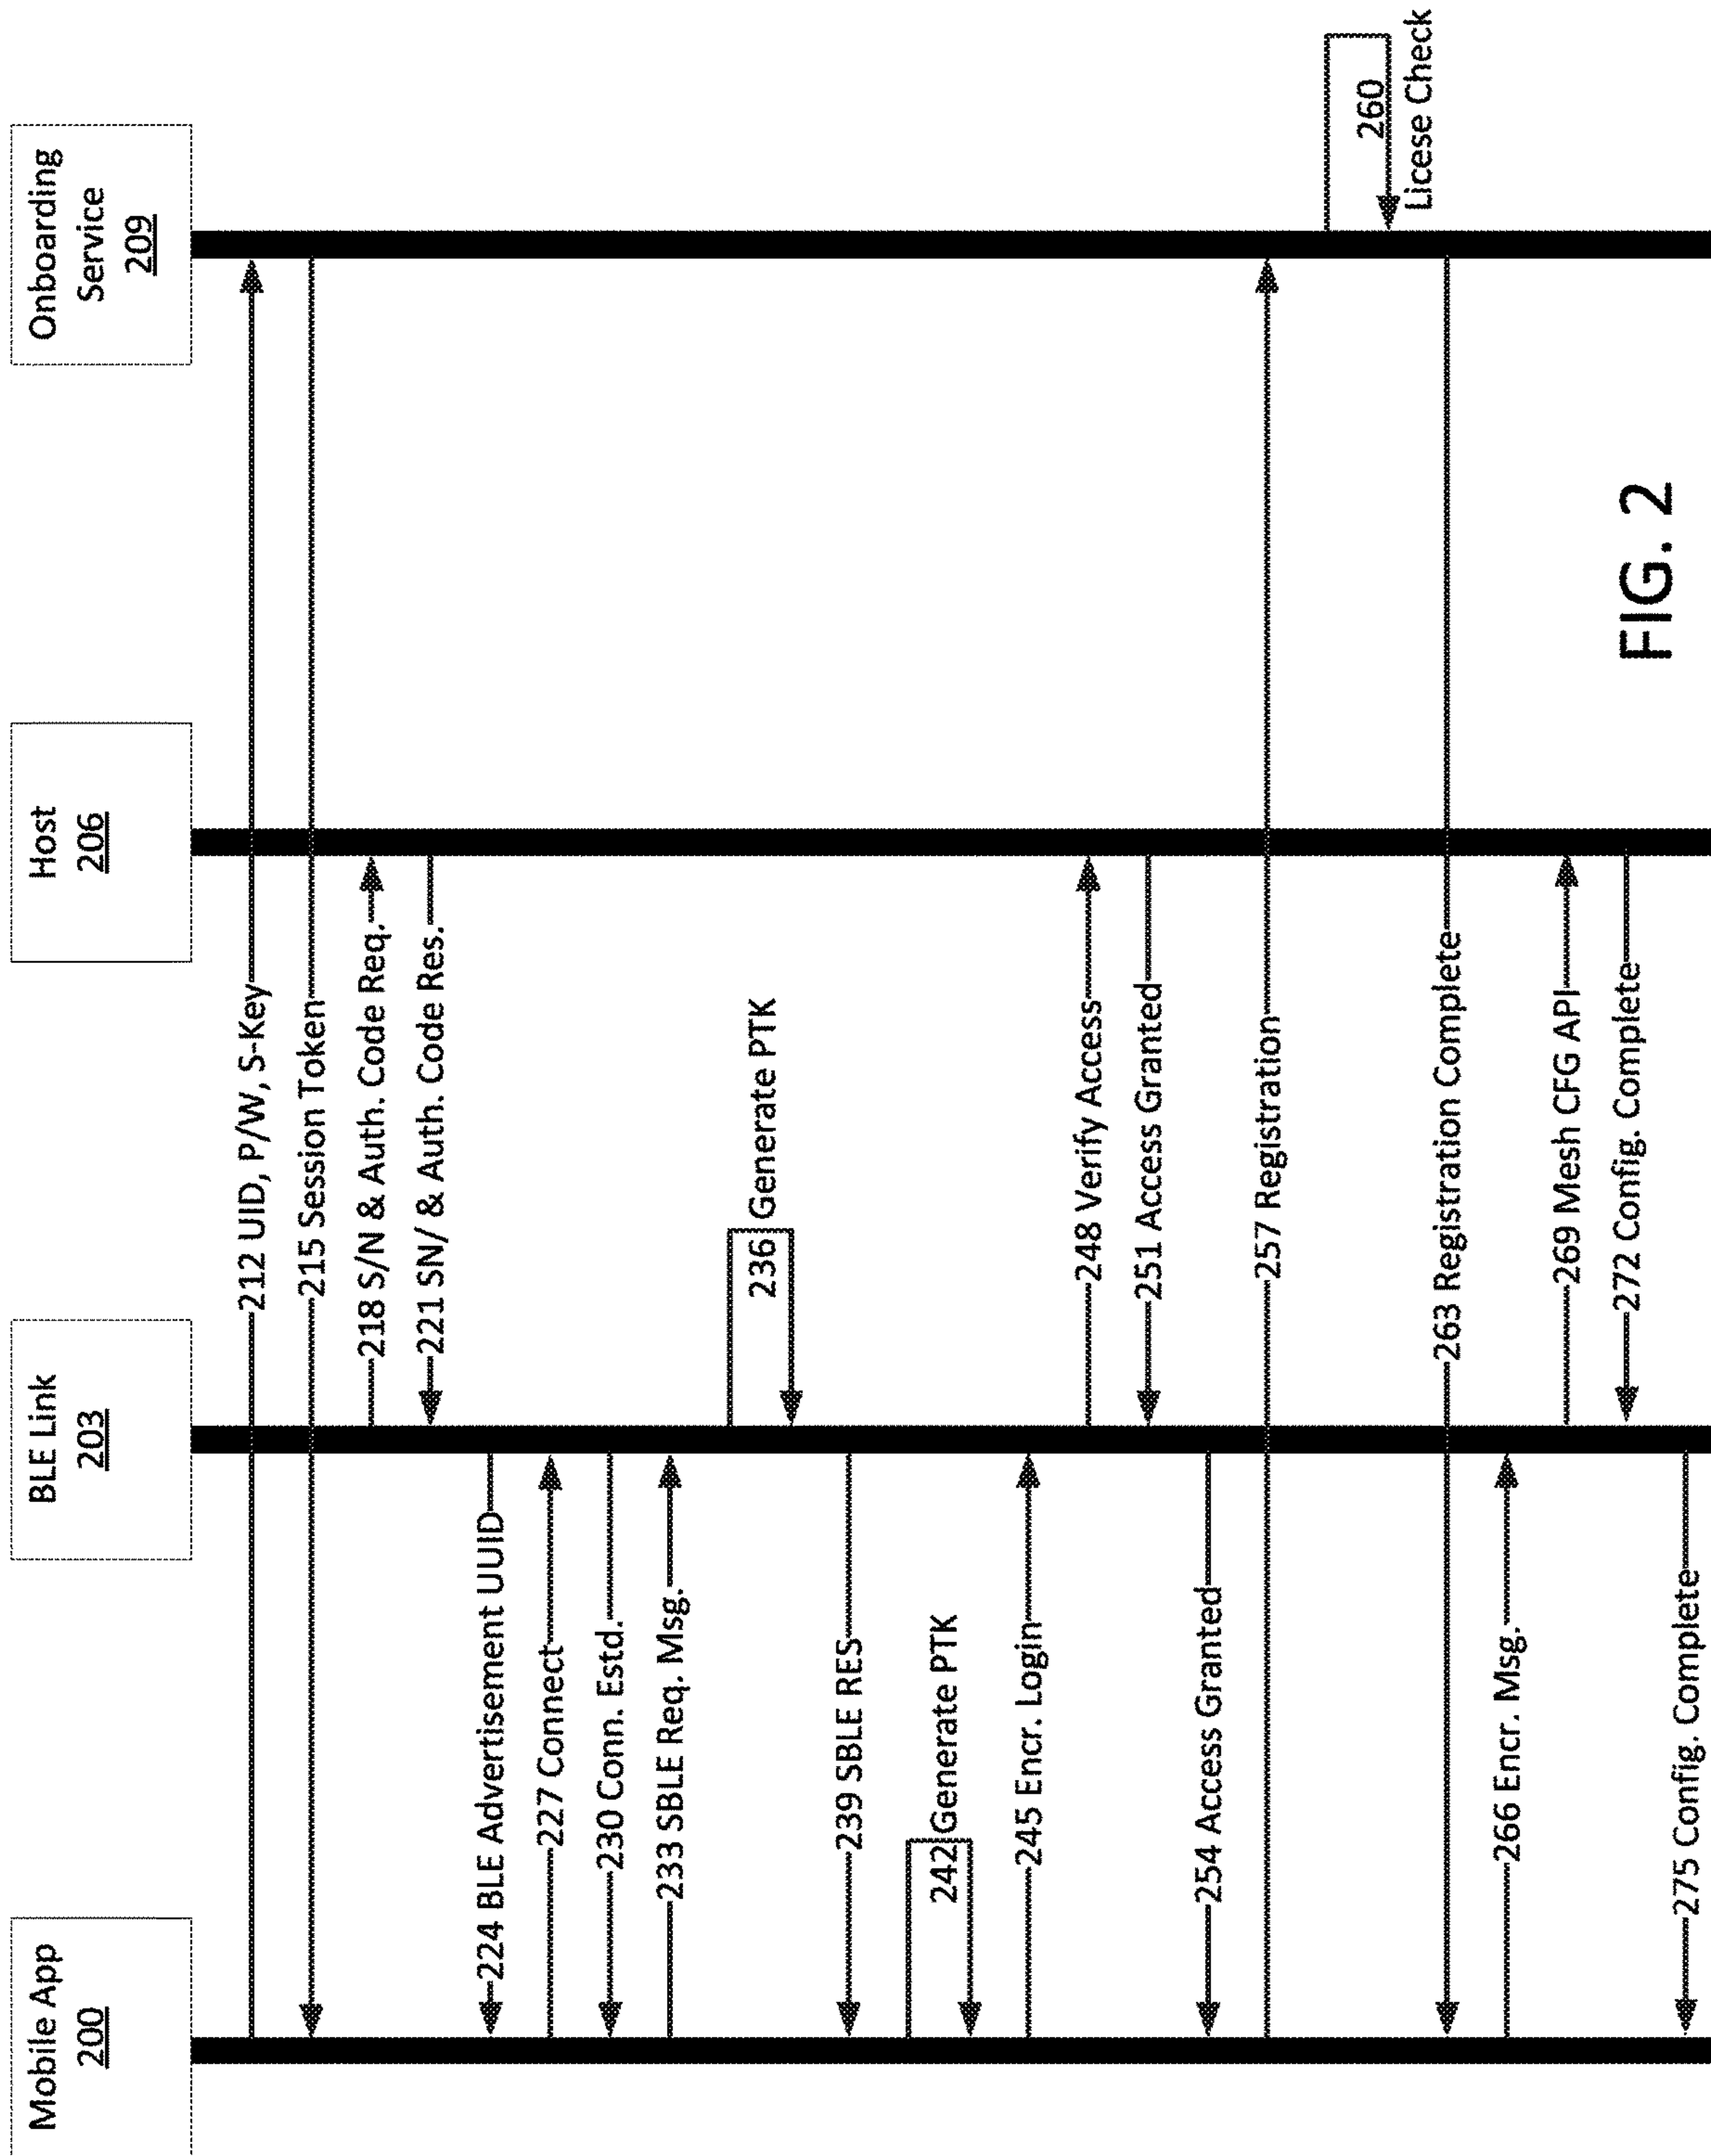 Mobile App
200
BLE Link
203
Host
206
Onboarding
Service
209
212 UID, P/W, S-Key
215 Session Token
218 S/N & Auth. Code Req.
221 SN/ & Auth. Code Res.
224 BLE Advertisement UUID
227 Connect
230 Conn. Estd.
233 SBLE Req. Msg.
236 Generate PTK
239 SBLE RES
242 Generate PTK
245 Encr. Login
248 Verify Access
251 Access Granted
254 Access Granted
257 Registration
260
Licese Check
263 Registration Complete
266 Encr. Msg.
269 Mesh CFG API
272 Config. Complete
275 Config. Complete
FIG. 2